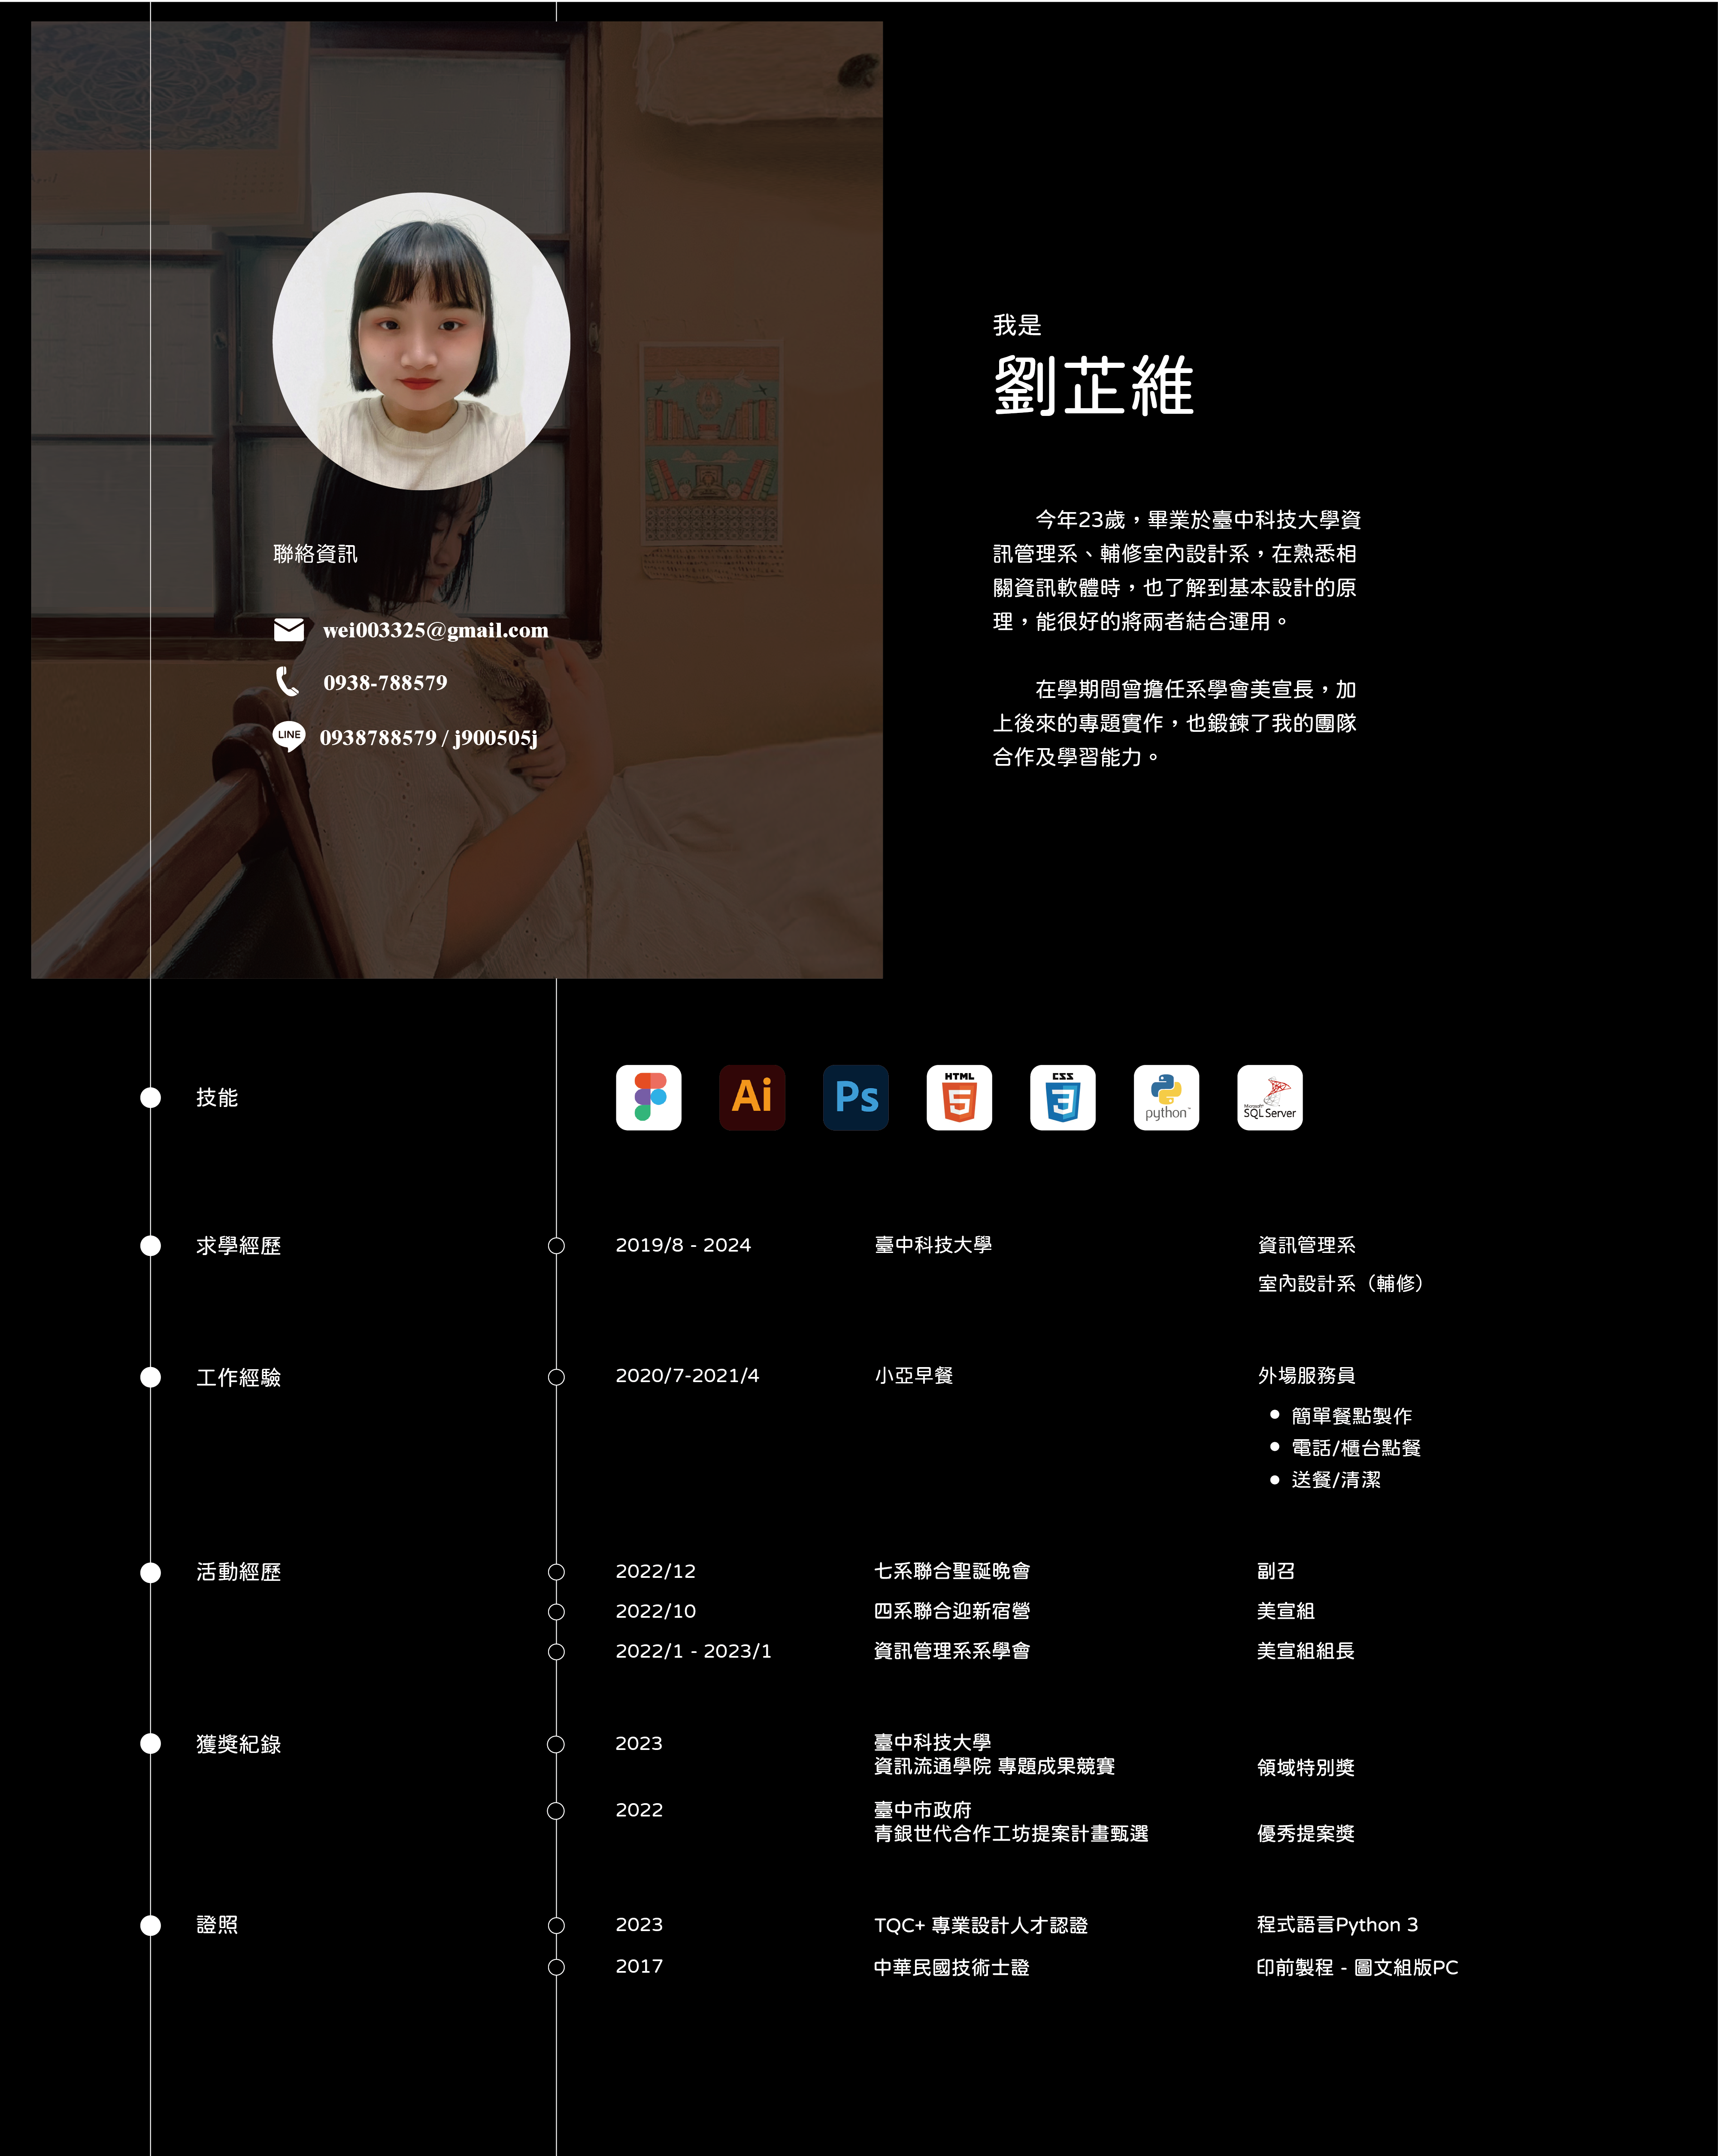 我是
劉芷維
今年23歲，畢業於臺中科技大學資
訊管理系、輔修室內設計系，在熟悉相
關資訊軟體時，也了解到基本設計的原
理，能很好的將兩者結合運用。
在學期間曾擔任系學會美宣長，加
上後來的專題實作，也鍛鍊了我的團隊
合作及學習能力。
聯絡資訊
wei003325@gmail.com
0938-788579
LINE 0938788579 / j900505j
技能
Ai
Ps
HTML 5
CSS 3
python
Microsoft SQL Server
求學經歷 2019/8 - 2024 臺中科技大學 資訊管理系
室內設計系（輔修）
工作經驗 2020/7-2021/4 小亞早餐 外場服務員
簡單餐點製作
電話/櫃台點餐
送餐/清潔
活動經歷 2022/12 七系聯合聖誕晚會 副召
2022/10 四系聯合迎新宿營 美宣組
2022/1 - 2023/1 資訊管理系系學會 美宣組組長
獲獎紀錄 2023 臺中科技大學
資訊流通學院 專題成果競賽 領域特別獎
2022 臺中市政府
青銀世代合作工坊提案計畫甄選 優秀提案獎
證照 2023 TQC+ 專業設計人才認證 程式語言Python 3
2017 中華民國技術士證 印前製程 - 圖文組版PC